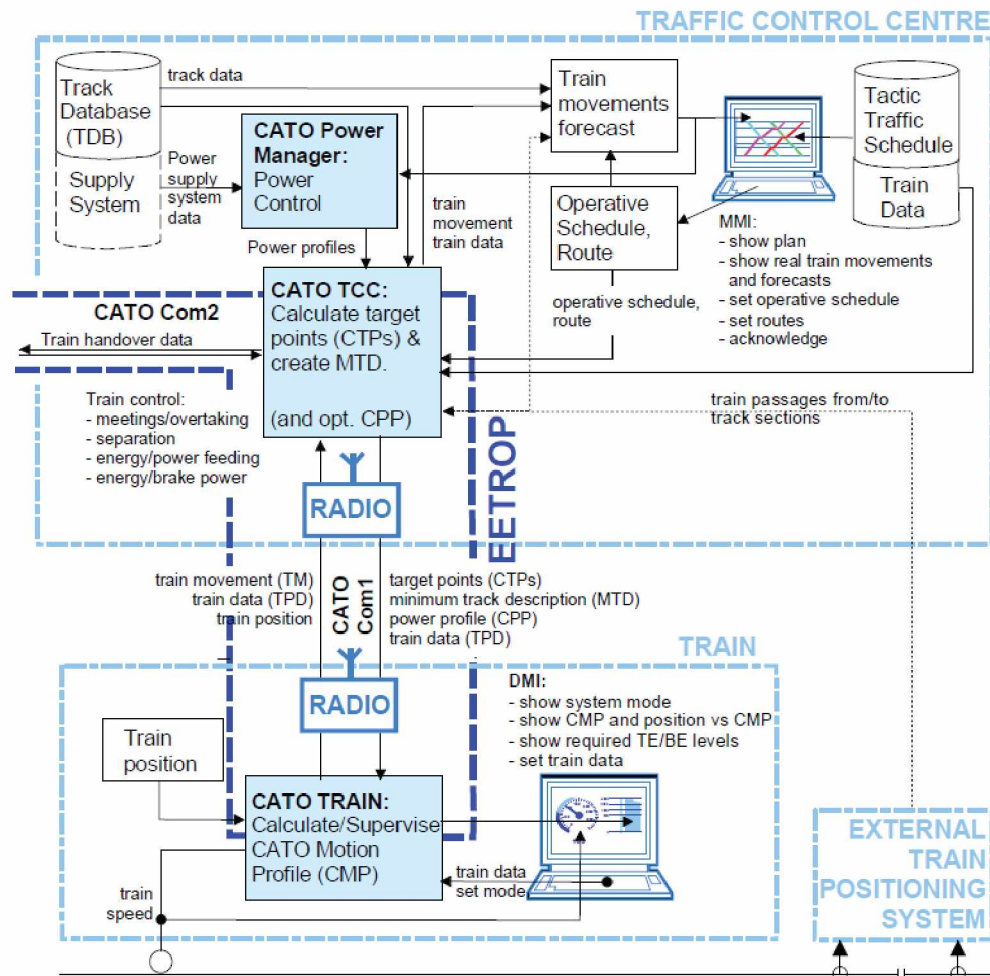 TRAFFIC CONTROL CENTRE
Track
Database
(TDB)
Supply
System
track data
Power
supply
system
data
CATO Power
Manager:
Power
Control
Power profiles
train
movement
train data
Train
movements
forecast
Operative
Schedule,
Route
operative schedule,
route
Tactic
Traffic
Schedule
Train
Data
MMI:
- show plan
- show real train movements
and forecasts
- set operative schedule
- set routes
- acknowledge
CATO Com2
Train handover data
CATO TCC:
Calculate target
points (CTPs) &
create MTD.
(and opt. CPP)
Train control:
- meetings/overtaking
- separation
- energy/power feeding
- energy/brake power
train passages from/to
track sections
EETROP
RADIO
train movement (TM)
train data (TPD)
train position
CATO
Com1
target points (CTPs)
minimum track description (MTD)
power profile (CPP)
train data (TPD)
TRAIN
RADIO
DMI:
- show system mode
- show CMP and position vs CMP
- show required TE/BE levels
- set train data
Train
position
CATO TRAIN:
Calculate/Supervise
CATO Motion
Profile (CMP)
train data
set mode
train
speed
EXTERNAL
TRAIN
POSITIONING
SYSTEM